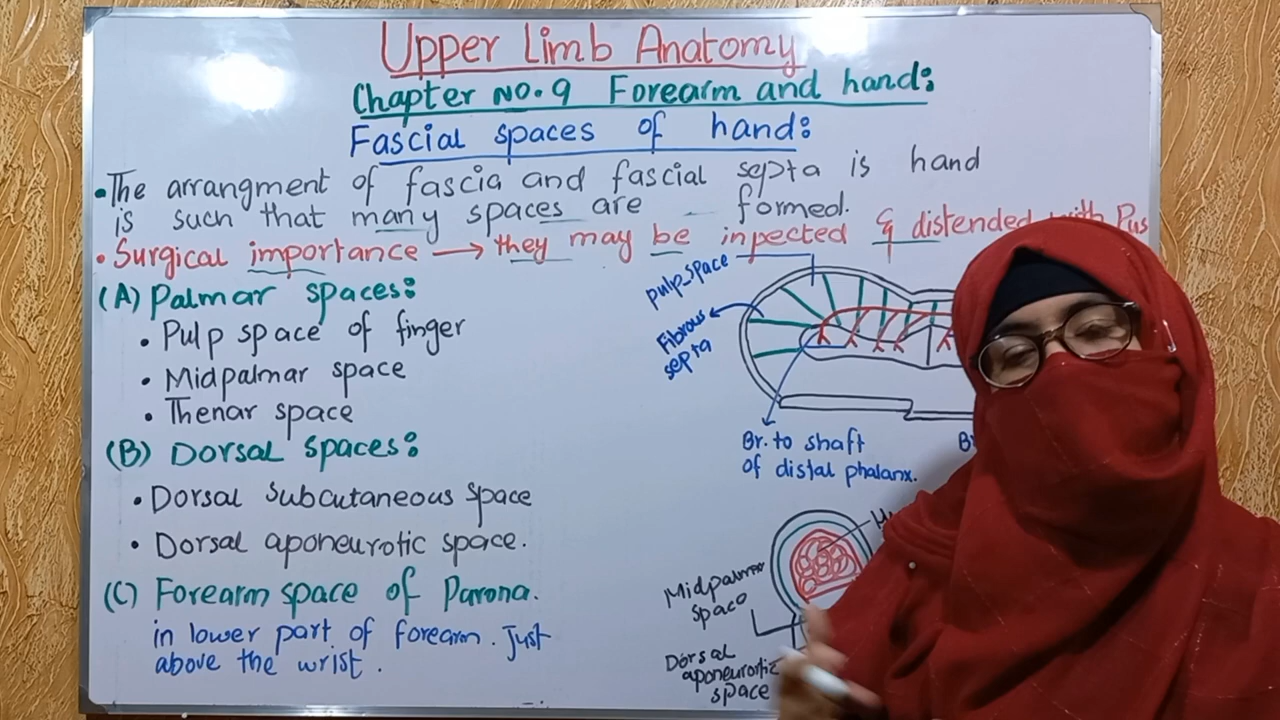 Upper Limb Anatomy
Chapter NO.9 Forearm and hand:
Fascial spaces of hand:
•The arrangment of fascia and fascial septa is hand
is such that many spaces are formed.
•Surgical importance → they may be inpected & distended with Pus
(A) Palmar spaces:
• Pulp space of finger
• Midpalmar space
• Thenar space
(B) Dorsal spaces:
• Dorsal subcutaneous space
• Dorsal aponeurotic space.
(C) Forearm space of Parona.
in lower part of forearm. Just
above the wrist.
pulp space
Fibrous
septa
Br. to shaft
of distal phalanx.
Midpalmar
space
Dorsal
aponeurotic
space